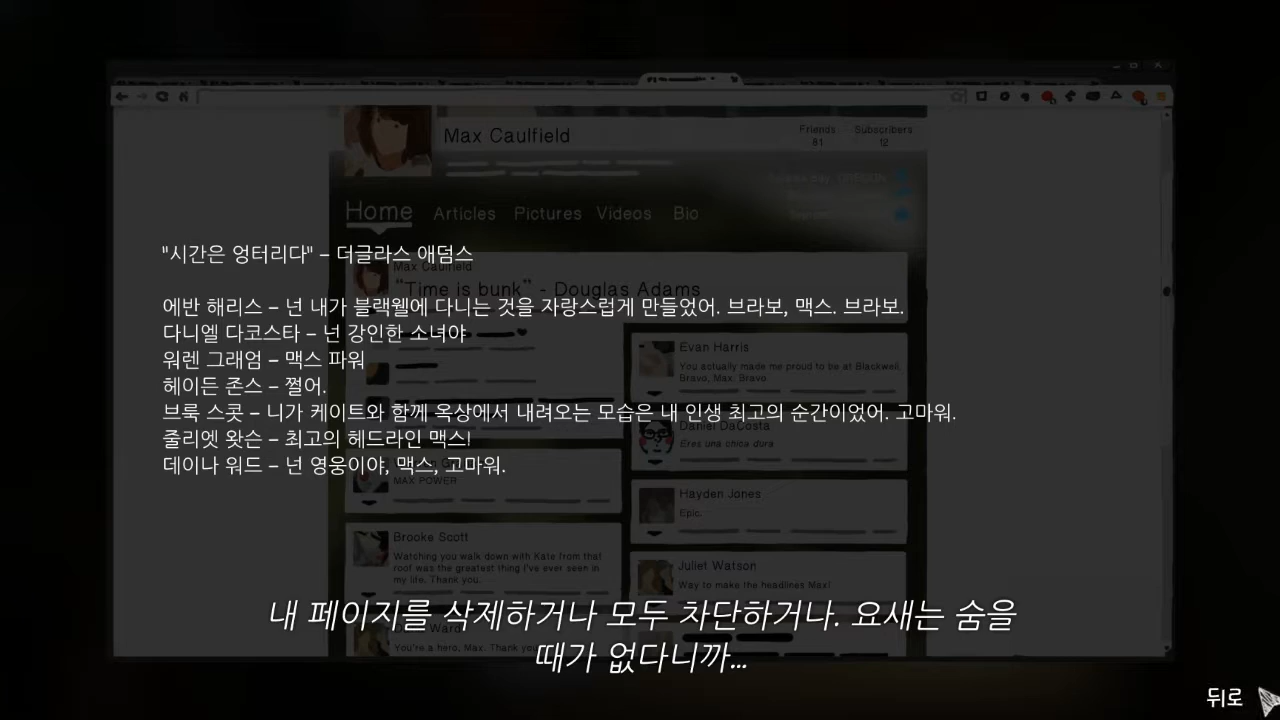 Max Caulfield
Friends
81
Subscribers
12
OREGON
Home Articles Pictures Videos Bio
"시간은 엉터리다" – 더글라스 애덤스
Max Caulfield
"Time is bunk" - Douglas Adams
에반 해리스 – 넌 내가 블랙웰에 다니는 것을 자랑스럽게 만들었어. 브라보, 맥스. 브라보.
다니엘 다코스타 – 넌 강인한 소녀야
워렌 그래엄 – 맥스 파워
헤이든 존스 – 쩔어.
브룩 스콧 – 니가 케이트와 함께 옥상에서 내려오는 모습은 내 인생 최고의 순간이었어. 고마워.
줄리엣 왓슨 – 최고의 헤드라인 맥스!
데이나 워드 – 넌 영웅이야, 맥스, 고마워.
Evan Harris
You actually made me proud to be at Blackwell.
Bravo, Max. Bravo.
Daniel DaCosta
Eres una chica dura
MAX POWER
Hayden Jones
Epic.
Brooke Scott
Watching you walk down with Kate from that
roof was the greatest thing I've ever seen in
my life. Thank you.
Juliet Watson
Way to make the headlines Max!
Ward
You're a hero, Max. Thank
내 페이지를 삭제하거나 모두 차단하거나. 요새는 숨을
때가 없다니까...
뒤로